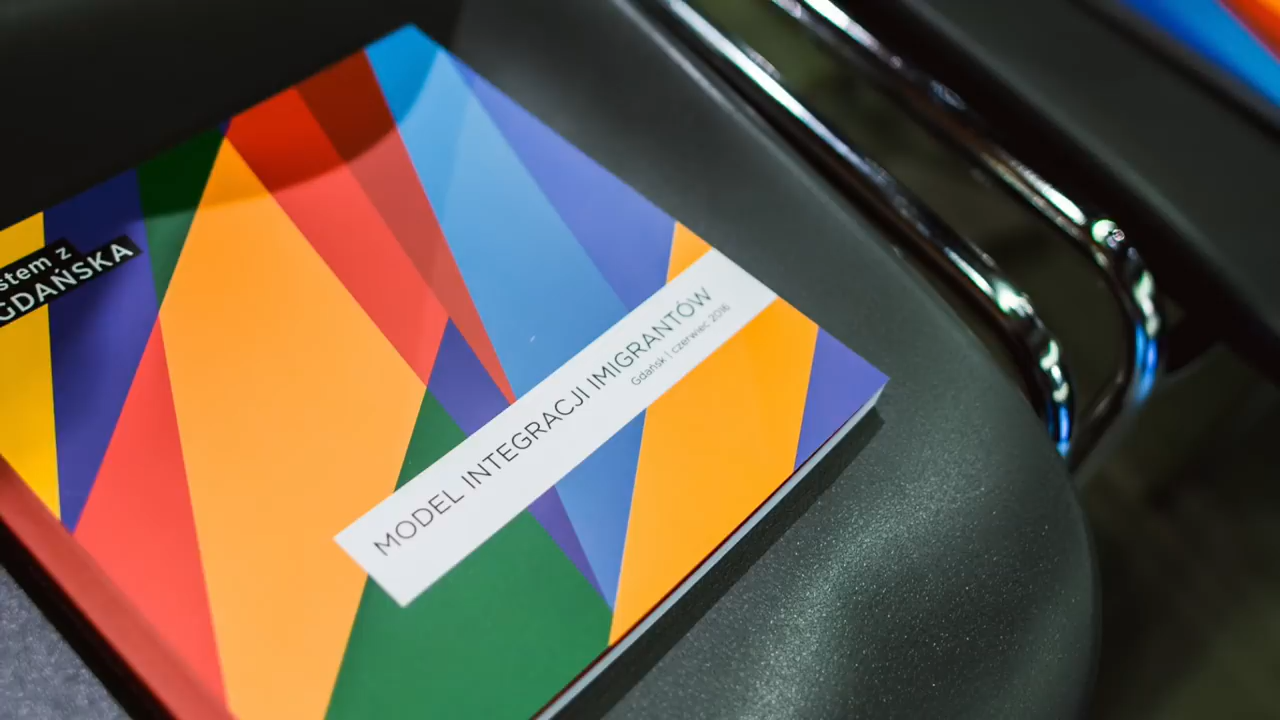 stem z
GDAŃSKA
MODEL INTEGRACJI IMIGRANTÓW
Gdańsk | czerwiec 2016